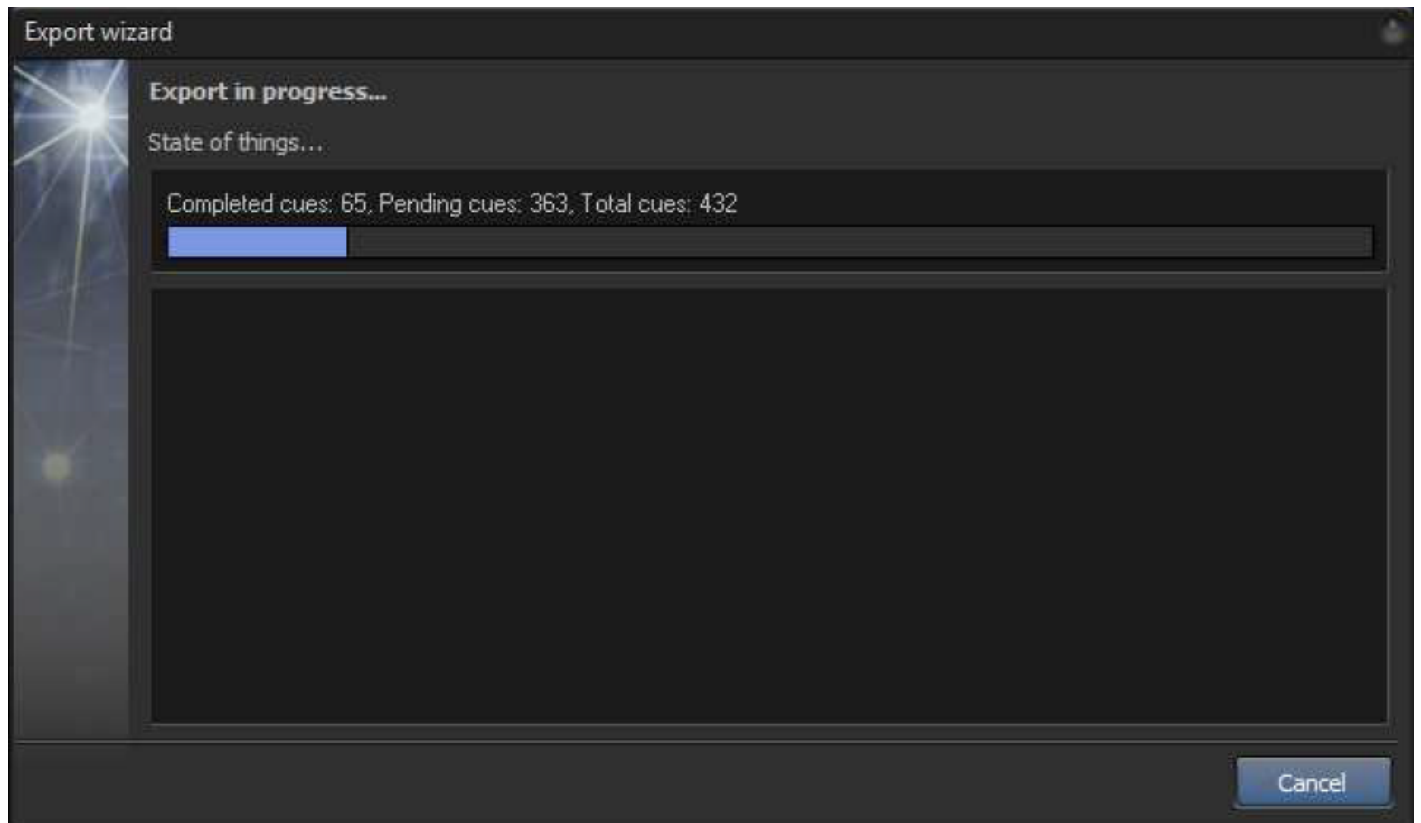 Export wizard
Export in progress...
State of things...
Completed cues: 65, Pending cues: 363, Total cues: 432
Cancel